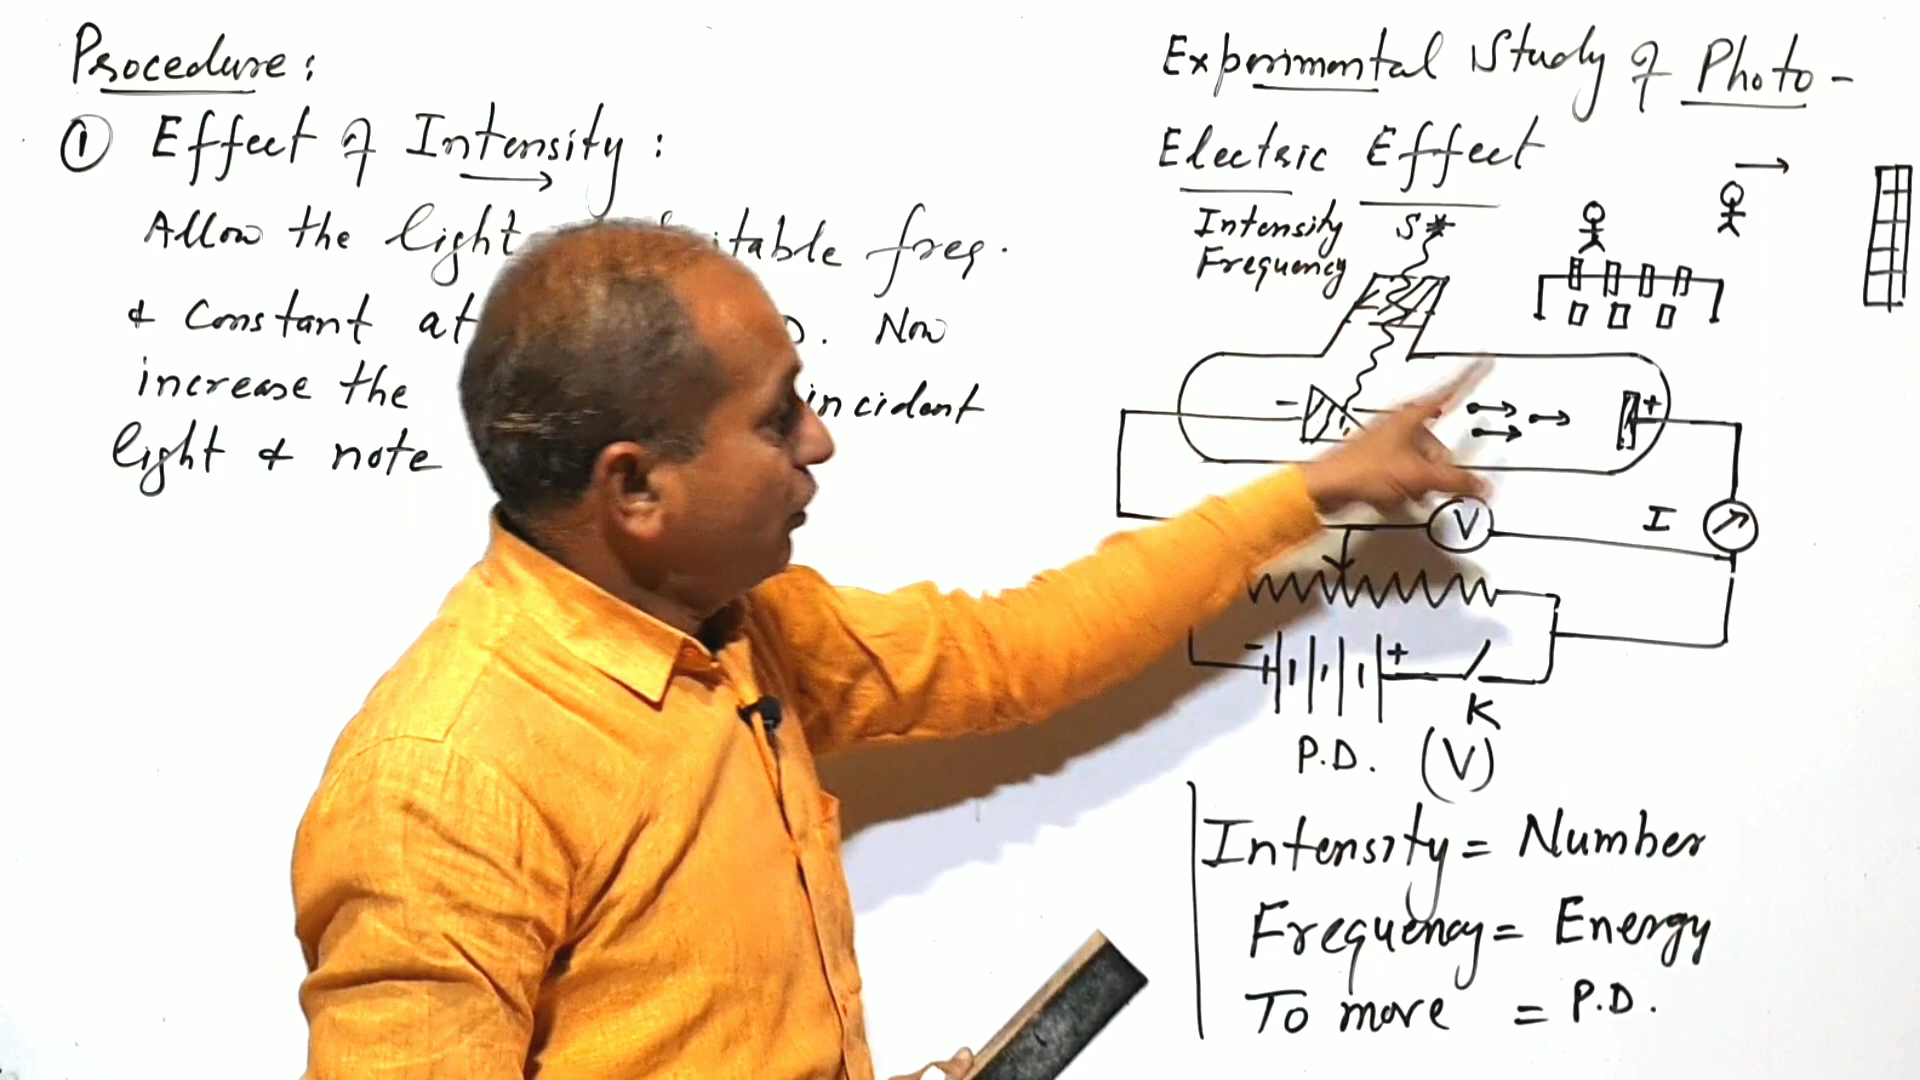 Procedure:
① Effect of Intensity:
Allow the light freq.
& Constant at Now
increase the incident
light & note
Experimental Study of Photo-
Electric Effect
Intensity S*
Frequency
- +
V I
- + K
P.D. (V)
Intensity = Number
Frequency = Energy
To move = P.D.